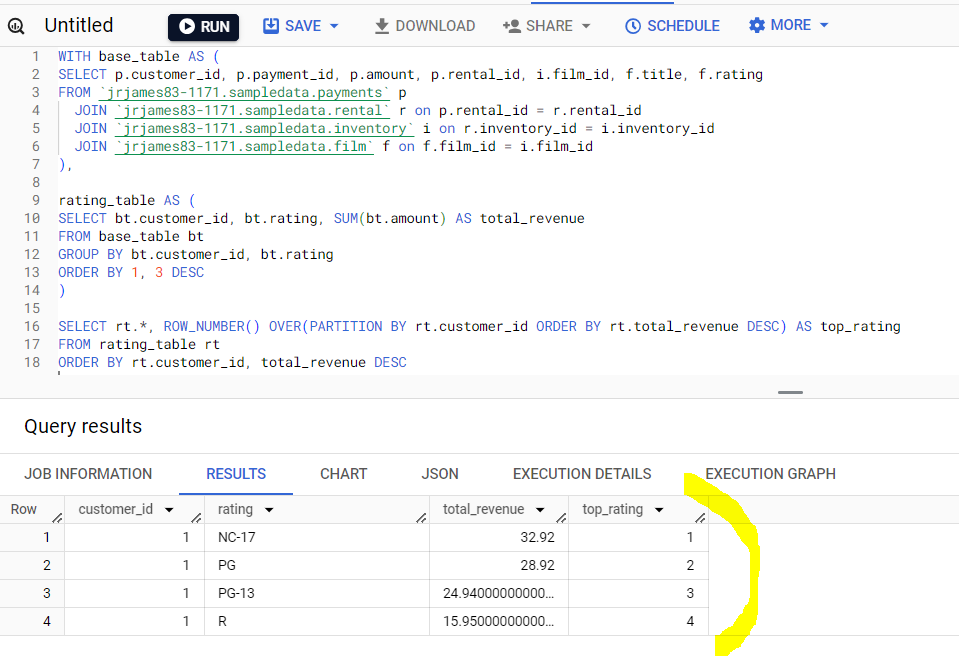 Untitled RUN SAVE DOWNLOAD SHARE SCHEDULE MORE
1 WITH base_table AS (
2 SELECT p.customer_id, p.payment_id, p.amount, p.rental_id, i.film_id, f.title, f.rating
3 FROM `jrjames83-1171.sampledata.payments` p
4 JOIN `jrjames83-1171.sampledata.rental` r on p.rental_id = r.rental_id
5 JOIN `jrjames83-1171.sampledata.inventory` i on r.inventory_id = i.inventory_id
6 JOIN `jrjames83-1171.sampledata.film` f on f.film_id = i.film_id
7 ),
8
9 rating_table AS (
10 SELECT bt.customer_id, bt.rating, SUM(bt.amount) AS total_revenue
11 FROM base_table bt
12 GROUP BY bt.customer_id, bt.rating
13 ORDER BY 1, 3 DESC
14 )
15
16 SELECT rt.*, ROW_NUMBER() OVER(PARTITION BY rt.customer_id ORDER BY rt.total_revenue DESC) AS top_rating
17 FROM rating_table rt
18 ORDER BY rt.customer_id, total_revenue DESC
Query results
JOB INFORMATION RESULTS CHART JSON EXECUTION DETAILS EXECUTION GRAPH
Row customer_id rating total_revenue top_rating
1 1 NC-17 32.92 1
2 1 PG 28.92 2
3 1 PG-13 24.94000000000... 3
4 1 R 15.95000000000... 4